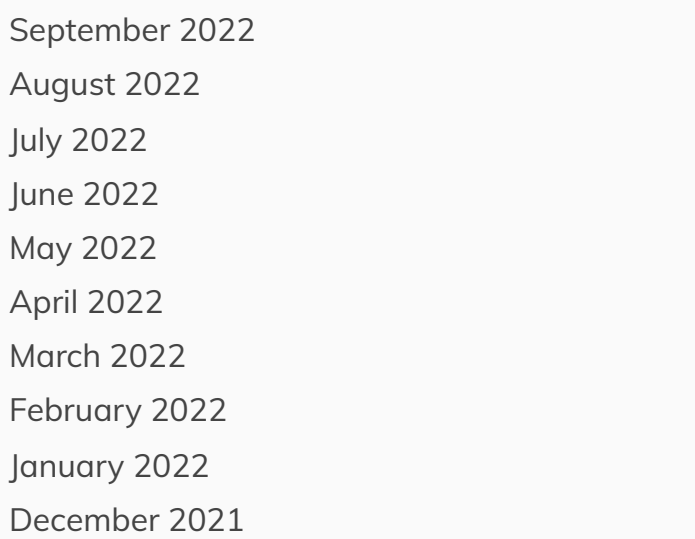 September 2022
August 2022
July 2022
June 2022
May 2022
April 2022
March 2022
February 2022
January 2022
December 2021